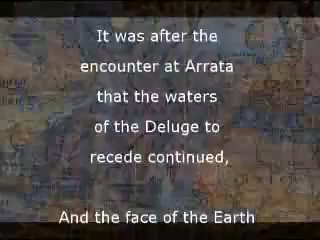 It was after the
encounter at Arrata
that the waters
of the Deluge to
recede continued,
And the face of the Earth